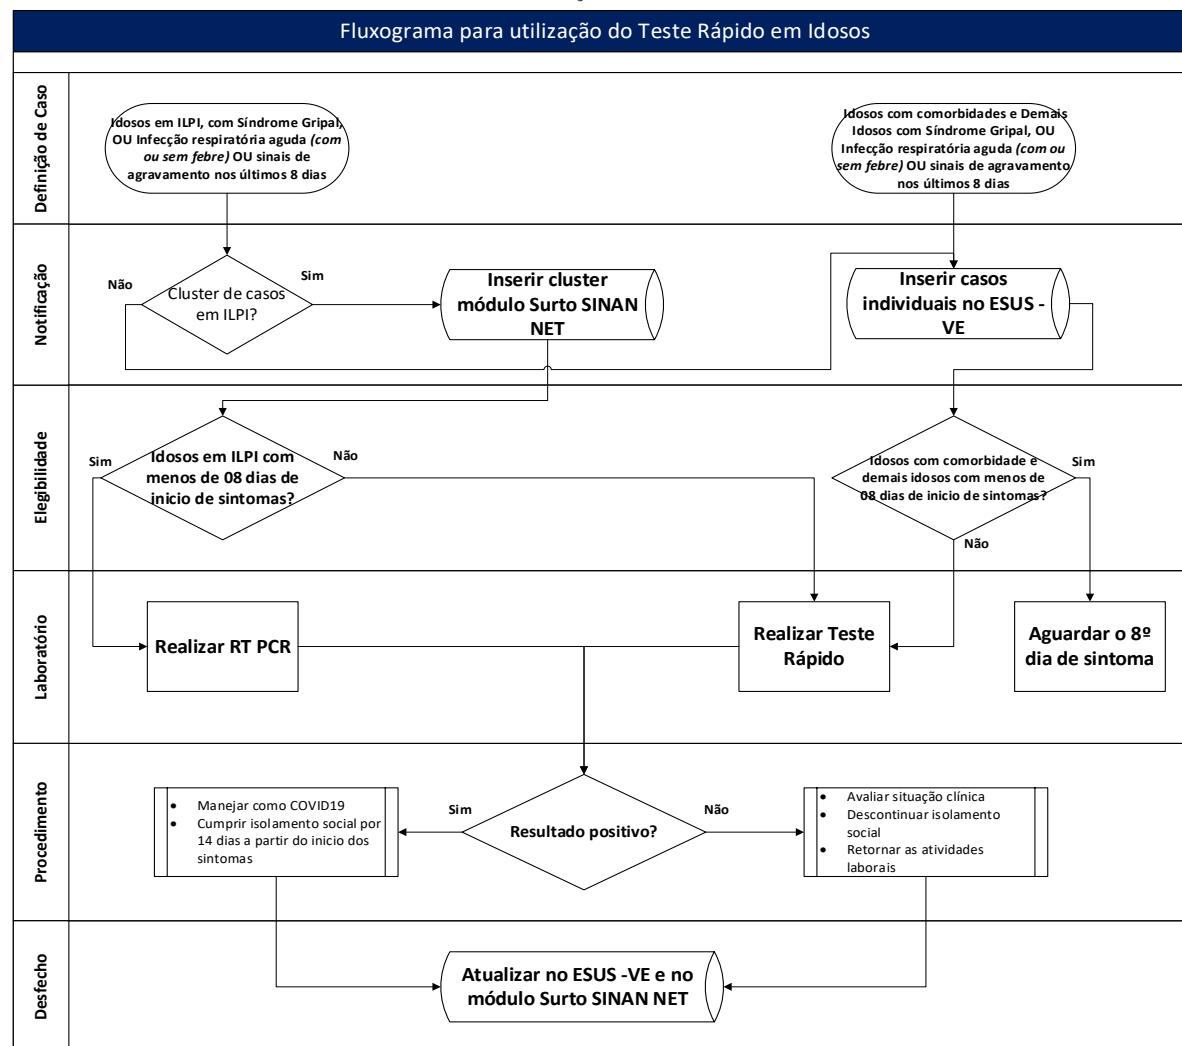 Fluxograma para utilização do Teste Rápido em Idosos
Definição de Caso
Idosos em ILPI, com Síndrome Gripal,
OU Infecção respiratória aguda (com
ou sem febre) OU sinais de
agravamento nos últimos 8 dias
Idosos com comorbidades e Demais
Idosos com Síndrome Gripal, OU
Infecção respiratória aguda (com ou
sem febre) OU sinais de agravamento
nos últimos 8 dias
Notificação
Não
Cluster de casos
em ILPI?
Sim
Inserir cluster
módulo Surto SINAN
NET
Inserir casos
individuais no ESUS -
VE
Elegibilidade
Sim
Idosos em ILPI com
menos de 08 dias de
inicio de sintomas?
Não
Idosos com comorbidade e
demais idosos com menos de
08 dias de inicio de sintomas?
Sim
Não
Laboratório
Realizar RT PCR
Realizar Teste
Rápido
Aguardar o 8º
dia de sintoma
Procedimento
• Manejar como COVID19
• Cumprir isolamento social por
14 dias a partir do inicio dos
sintomas
Sim
Resultado positivo?
Não
• Avaliar situação clínica
• Descontinuar isolamento
social
• Retornar as atividades
laborais
Desfecho
Atualizar no ESUS -VE e no
módulo Surto SINAN NET